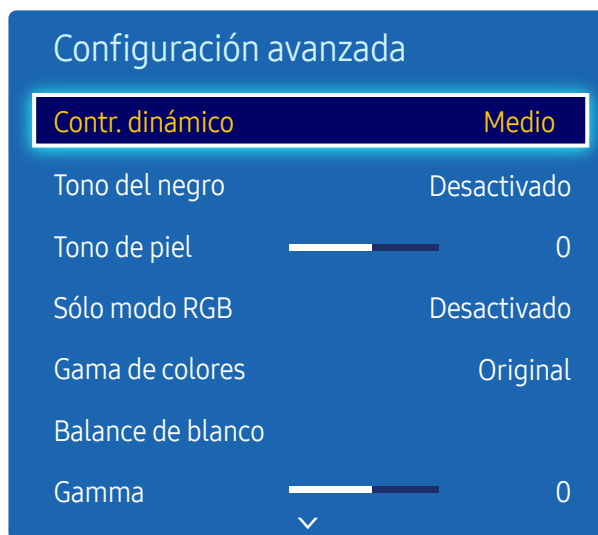 Configuración avanzada
Contr. dinámico Medio
Tono del negro Desactivado
Tono de piel 0
Sólo modo RGB Desactivado
Gama de colores Original
Balance de blanco
Gamma 0